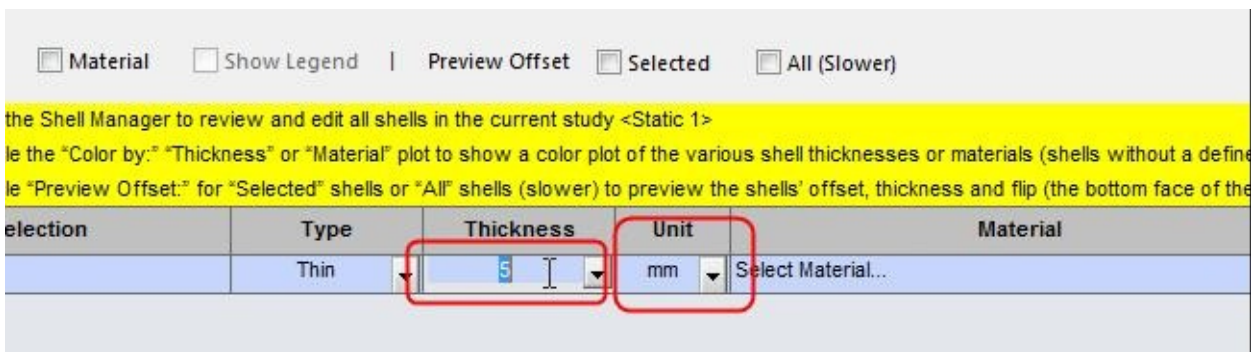 Material Show Legend | Preview Offset Selected All (Slower)
the Shell Manager to review and edit all shells in the current study <Static 1>
le the “Color by:” “Thickness” or “Material” plot to show a color plot of the various shell thicknesses or materials (shells without a define
le “Preview Offset:” for “Selected” shells or “All” shells (slower) to preview the shells’ offset, thickness and flip (the bottom face of the
election Type Thickness Unit Material
Thin 5 mm Select Material...